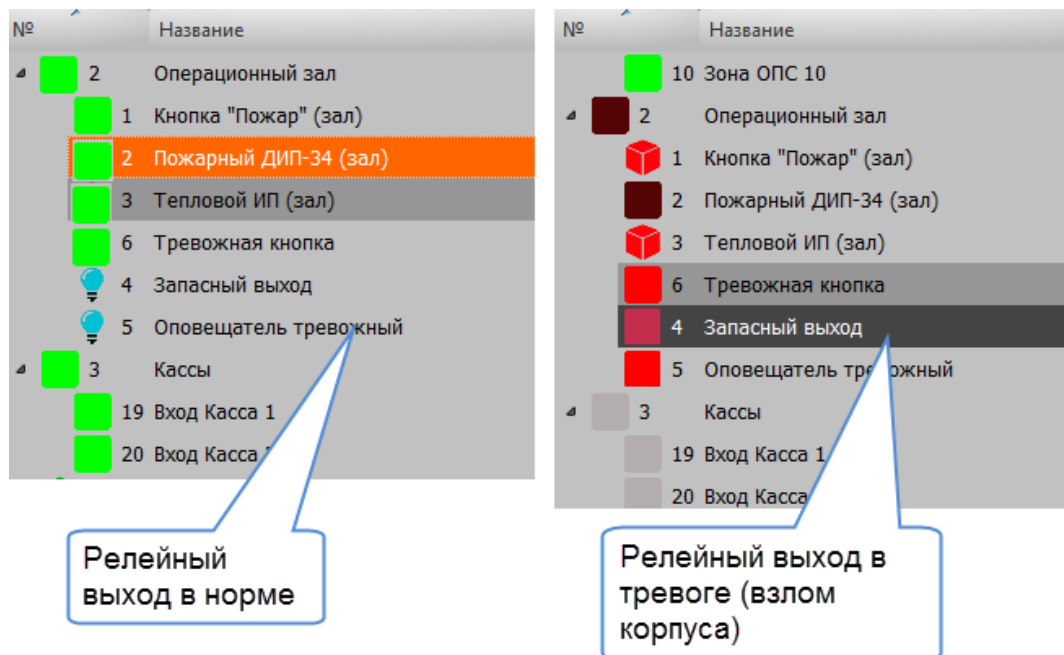 № Название
2 Операционный зал
1 Кнопка "Пожар" (зал)
2 Пожарный ДИП-34 (зал)
3 Тепловой ИП (зал)
6 Тревожная кнопка
4 Запасный выход
5 Оповещатель тревожный
3 Кассы
19 Вход Касса 1
20 Вход Касса
Релейный
выход в норме
№ Название
10 Зона ОПС 10
2 Операционный зал
1 Кнопка "Пожар" (зал)
2 Пожарный ДИП-34 (зал)
3 Тепловой ИП (зал)
6 Тревожная кнопка
4 Запасный выход
5 Оповещатель тревожный
3 Кассы
19 Вход Касса 1
20 Вход Касса
Релейный выход в
тревоге (взлом
корпуса)